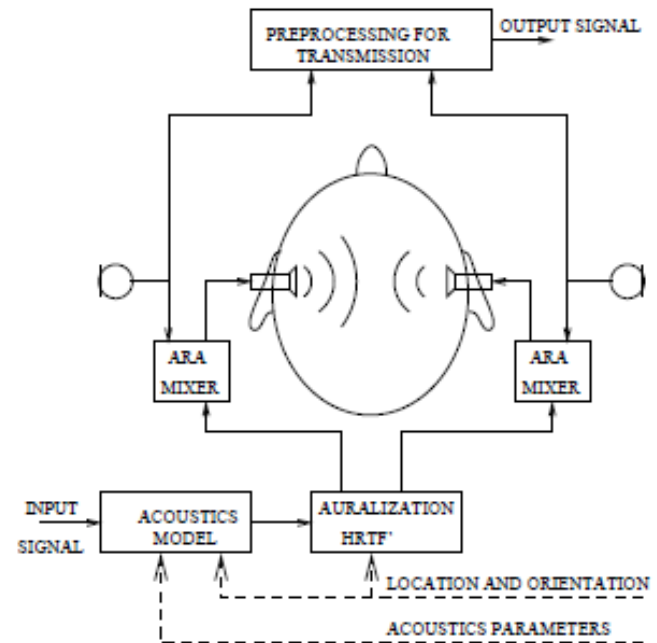 PREPROCESSING FOR
TRANSMISSION
OUTPUT SIGNAL
ARA
MIXER
ARA
MIXER
INPUT
SIGNAL
ACOUSTICS
MODEL
AURALIZATION
HRTF'
LOCATION AND ORIENTATION
ACOUSTICS PARAMETERS